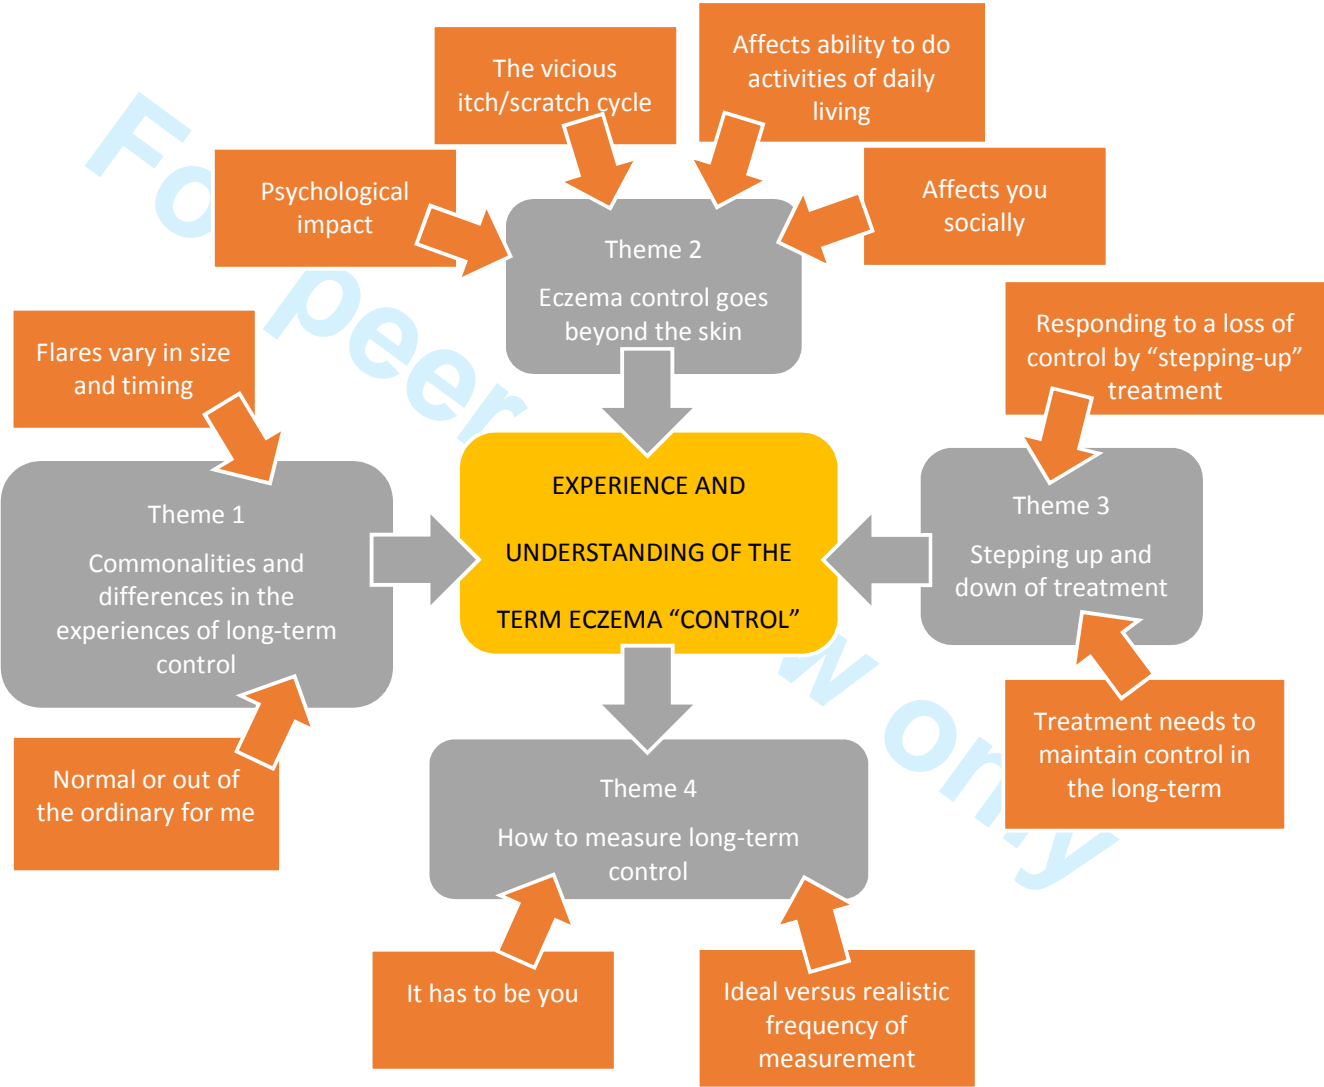 The vicious
itch/scratch cycle
Affects ability to do
activities of daily
living
Psychological
impact
Affects you
socially
Theme 2
Eczema control goes
beyond the skin
Flares vary in size
and timing
Responding to a loss of
control by “stepping-up”
treatment
Theme 1
Commonalities and
differences in the
experiences of long-term
control
EXPERIENCE AND
UNDERSTANDING OF THE
TERM ECZEMA “CONTROL”
Theme 3
Stepping up and
down of treatment
Normal or out of
the ordinary for me
Treatment needs to
maintain control in
the long-term
Theme 4
How to measure long-term
control
It has to be you
Ideal versus realistic
frequency of
measurement
peer
only